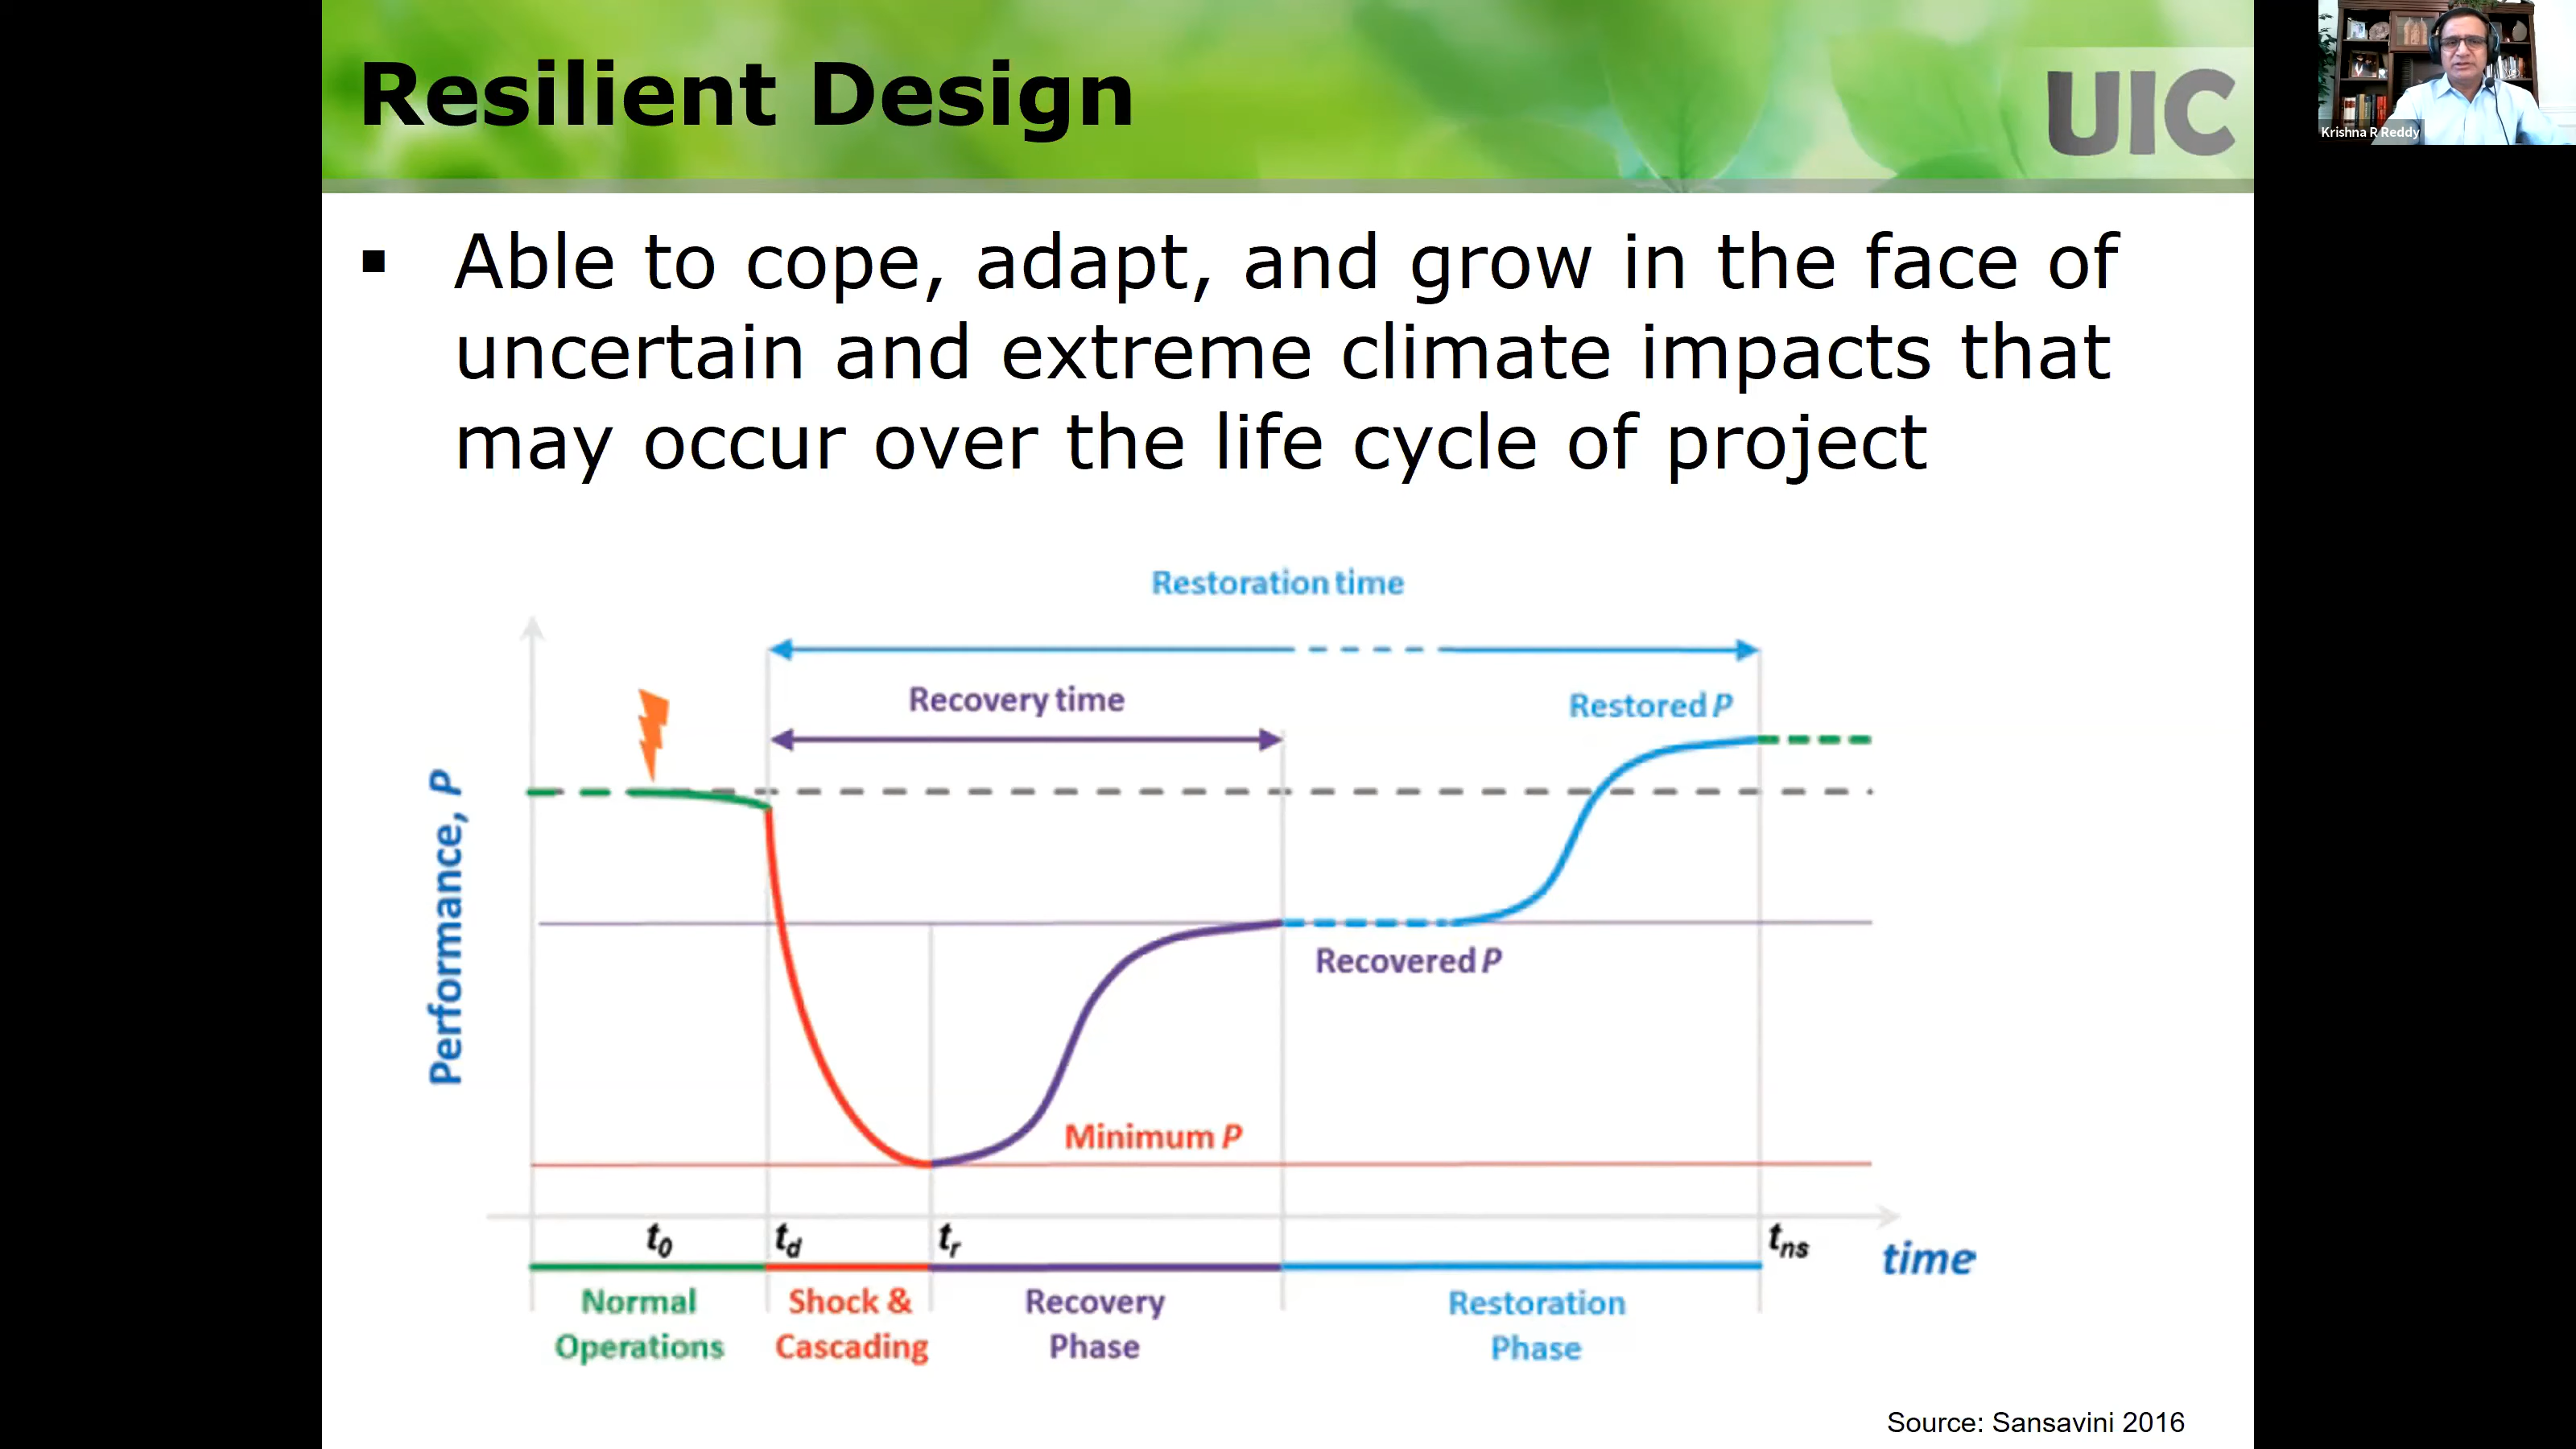 Resilient Design
UIC
Krishna R Reddy
▪ Able to cope, adapt, and grow in the face of
uncertain and extreme climate impacts that
may occur over the life cycle of project
Restoration time
Recovery time
Restored P
Performance, P
Recovered P
Minimum P
t0 td tr tns
time
Normal
Operations
Shock &
Cascading
Recovery
Phase
Restoration
Phase
Source: Sansavini 2016